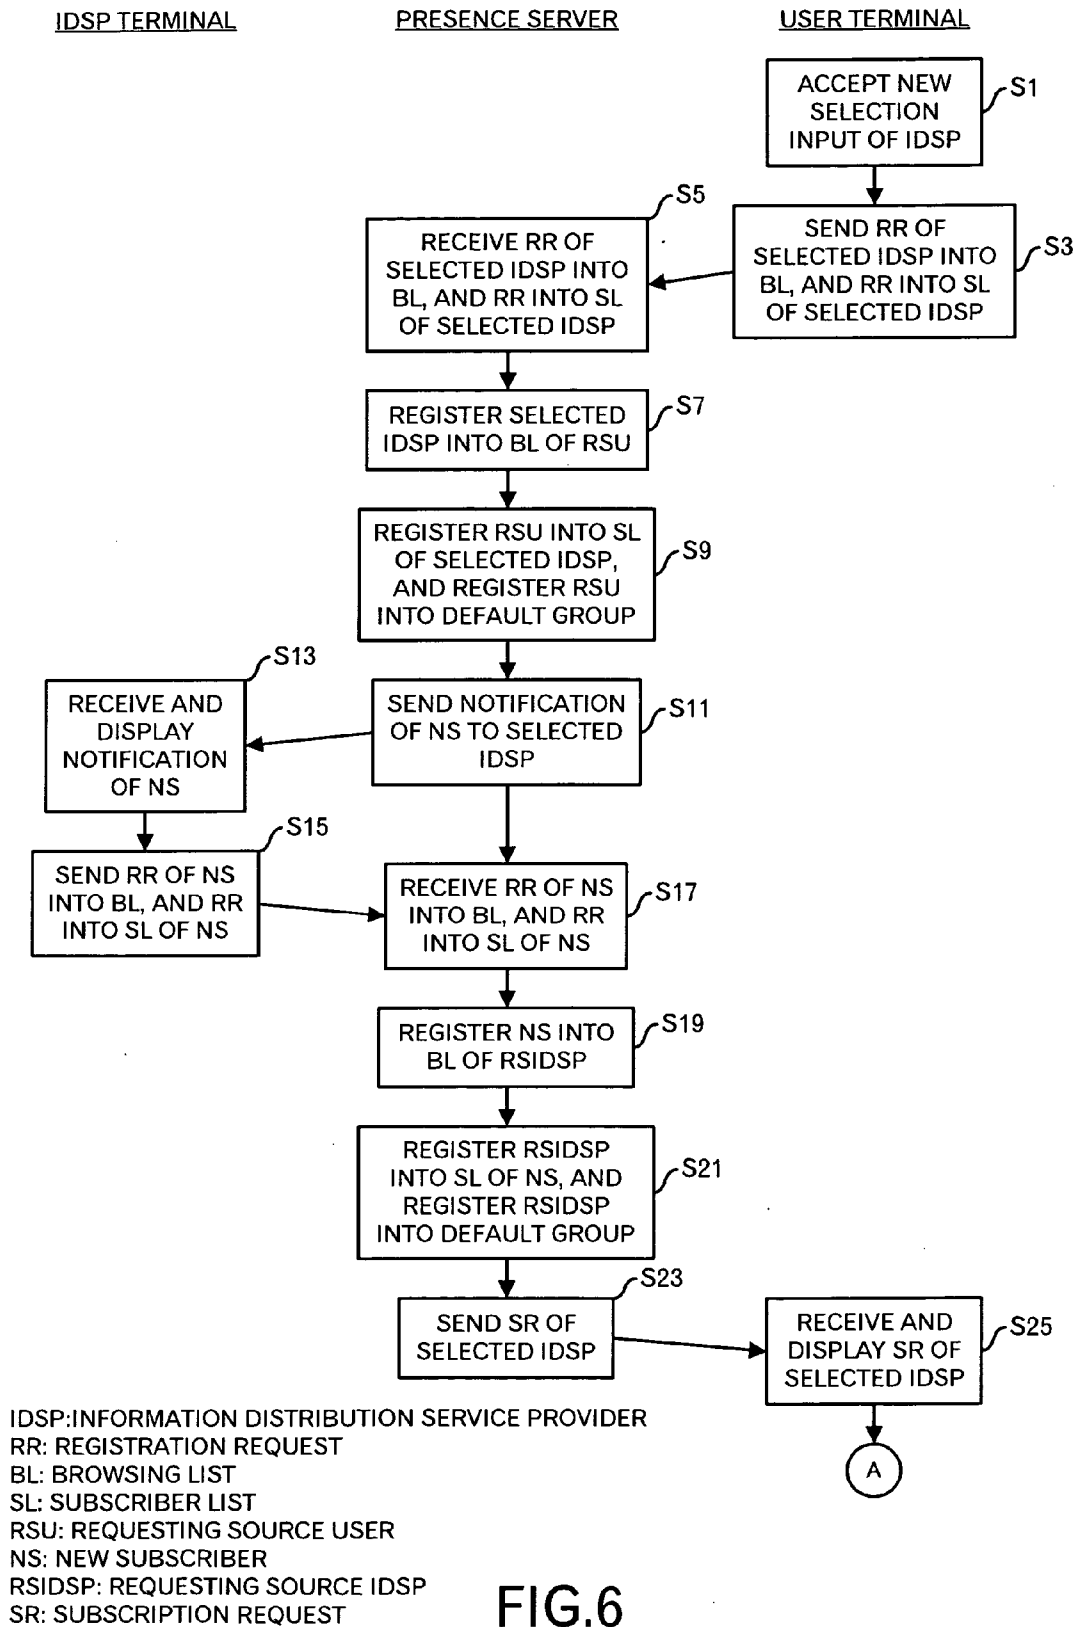 IDSP TERMINAL
PRESENCE SERVER
USER TERMINAL
ACCEPT NEW
SELECTION
INPUT OF IDSP
S1
SEND RR OF
SELECTED IDSP INTO
BL, AND RR INTO SL
OF SELECTED IDSP
S3
RECEIVE RR OF
SELECTED IDSP INTO
BL, AND RR INTO SL
OF SELECTED IDSP
S5
REGISTER SELECTED
IDSP INTO BL OF RSU
S7
REGISTER RSU INTO SL
OF SELECTED IDSP,
AND REGISTER RSU
INTO DEFAULT GROUP
S9
SEND NOTIFICATION
OF NS TO SELECTED
IDSP
S11
RECEIVE AND
DISPLAY
NOTIFICATION
OF NS
S13
SEND RR OF NS
INTO BL, AND RR
INTO SL OF NS
S15
RECEIVE RR OF NS
INTO BL, AND RR
INTO SL OF NS
S17
REGISTER NS INTO
BL OF RSIDSP
S19
REGISTER RSIDSP
INTO SL OF NS, AND
REGISTER RSIDSP
INTO DEFAULT GROUP
S21
SEND SR OF
SELECTED IDSP
S23
RECEIVE AND
DISPLAY SR OF
SELECTED IDSP
S25
A
IDSP:INFORMATION DISTRIBUTION SERVICE PROVIDER
RR: REGISTRATION REQUEST
BL: BROWSING LIST
SL: SUBSCRIBER LIST
RSU: REQUESTING SOURCE USER
NS: NEW SUBSCRIBER
RSIDSP: REQUESTING SOURCE IDSP
SR: SUBSCRIPTION REQUEST
FIG.6